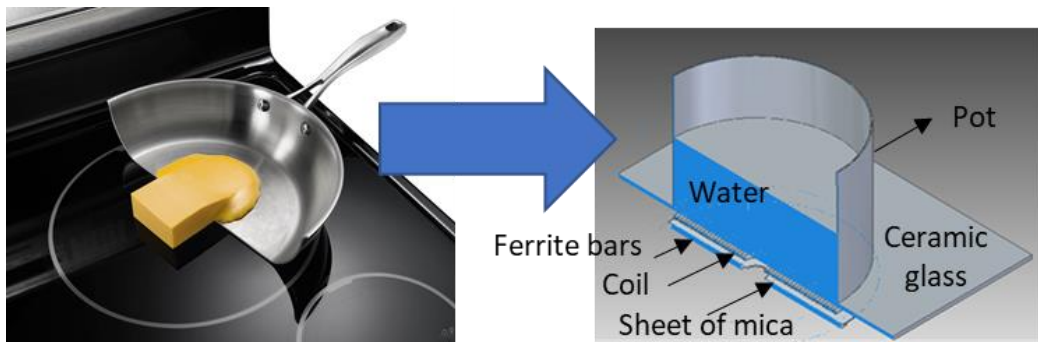 Pot
Water
Ferrite bars
Ceramic
glass
Coil
Sheet of mica